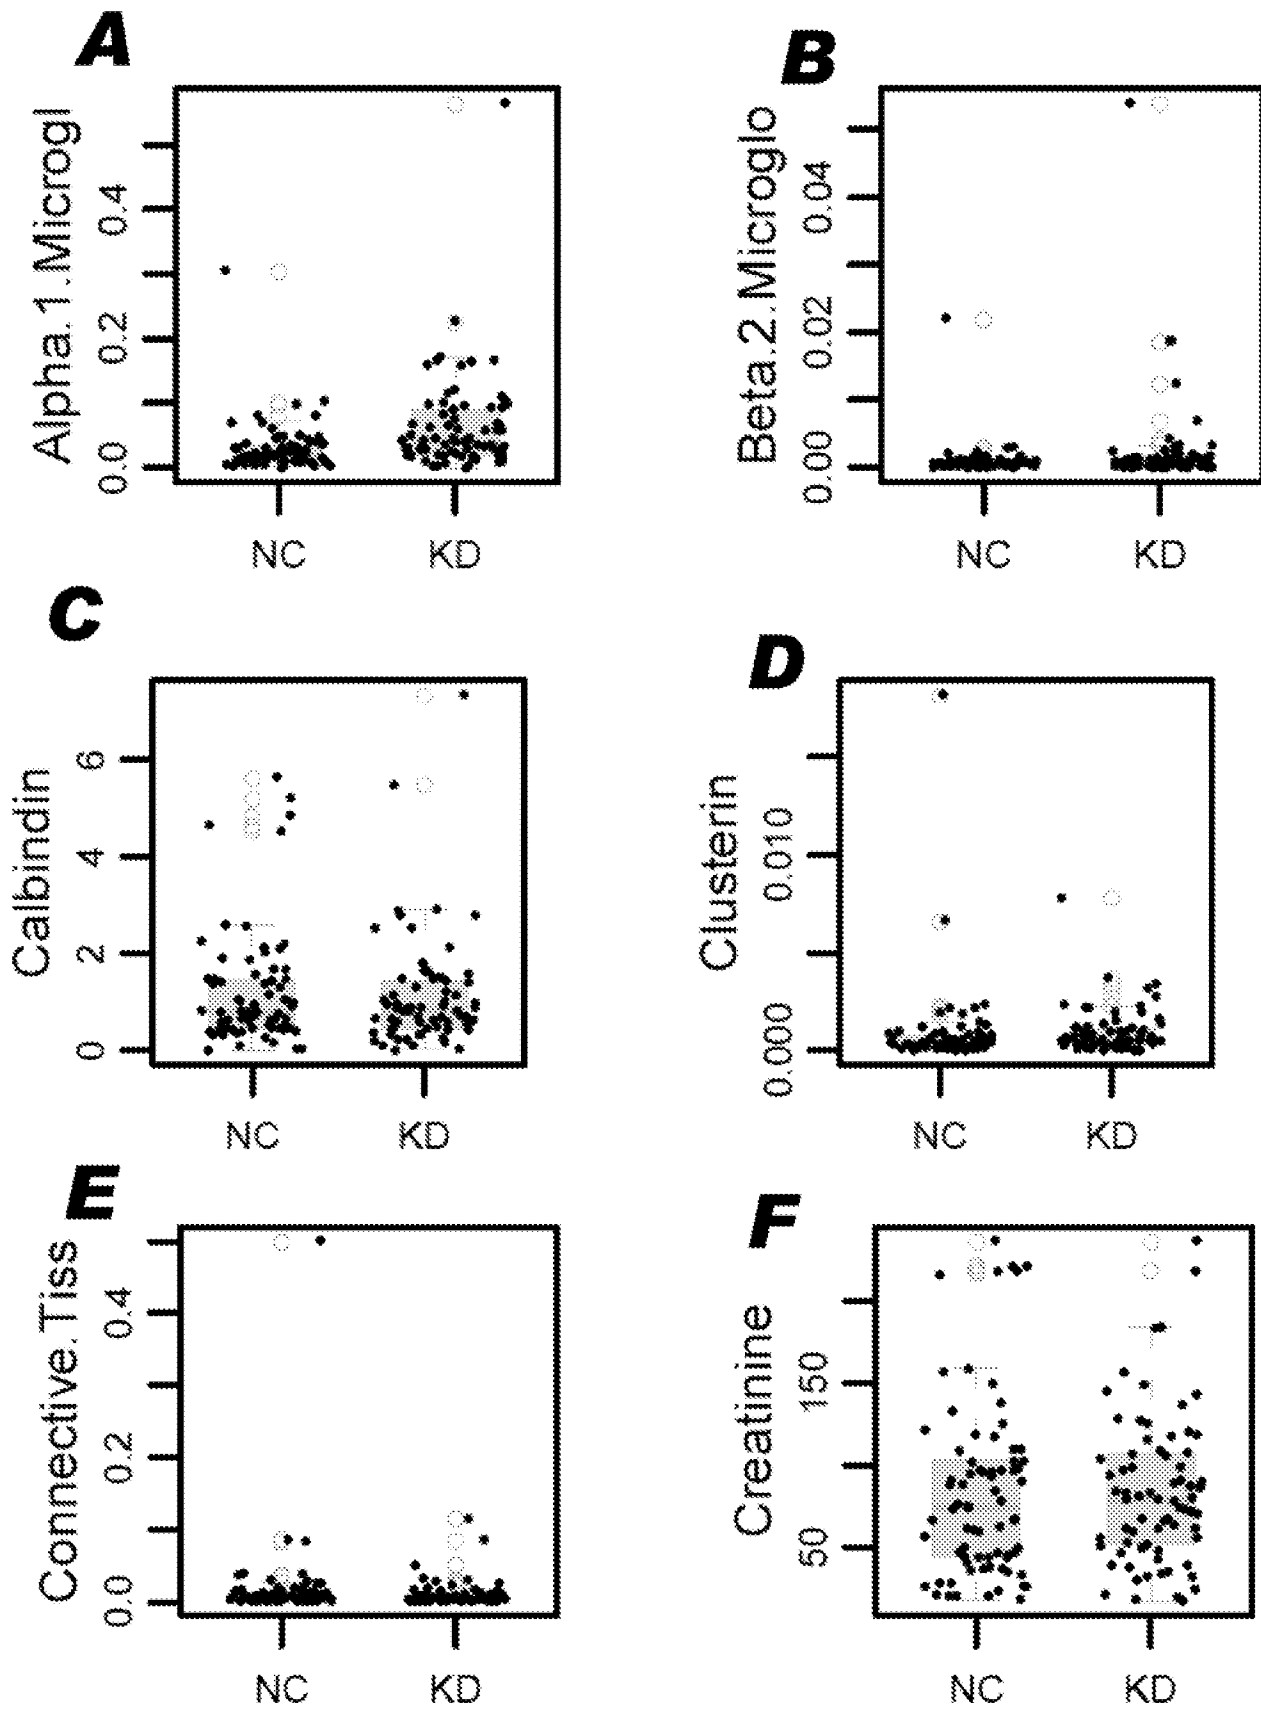 A
B
Alpha.1.Microgl
0.0
0.2
0.4
NC
KD
Beta.2.Microglo
0.00
0.02
0.04
NC
KD
C
D
Calbindin
0
2
4
6
NC
KD
Clusterin
0.000
0.010
NC
KD
E
F
Connective.Tiss
0.0
0.2
0.4
NC
KD
Creatinine
50
150
NC
KD